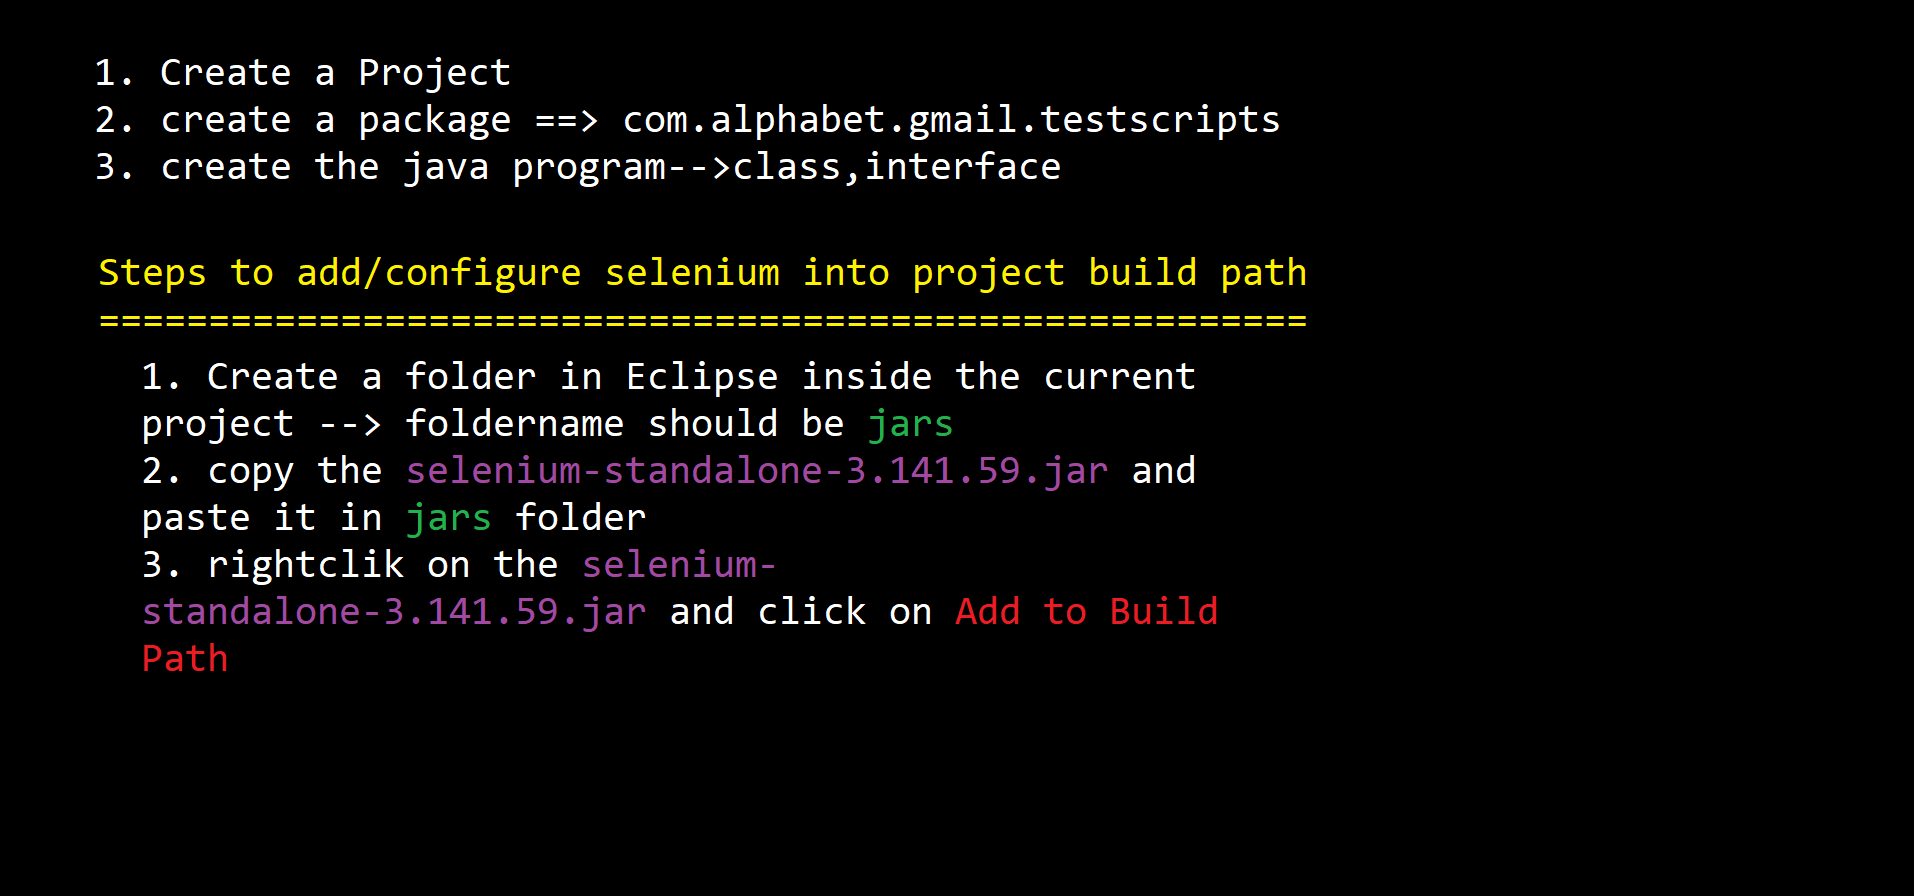 1. Create a Project
2. create a package ==> com.alphabet.gmail.testscripts
3. create the java program-->class,interface
Steps to add/configure selenium into project build path
=======================================================
1. Create a folder in Eclipse inside the current
project --> foldername should be jars
2. copy the selenium-standalone-3.141.59.jar and
paste it in jars folder
3. rightclik on the selenium-
standalone-3.141.59.jar and click on Add to Build
Path